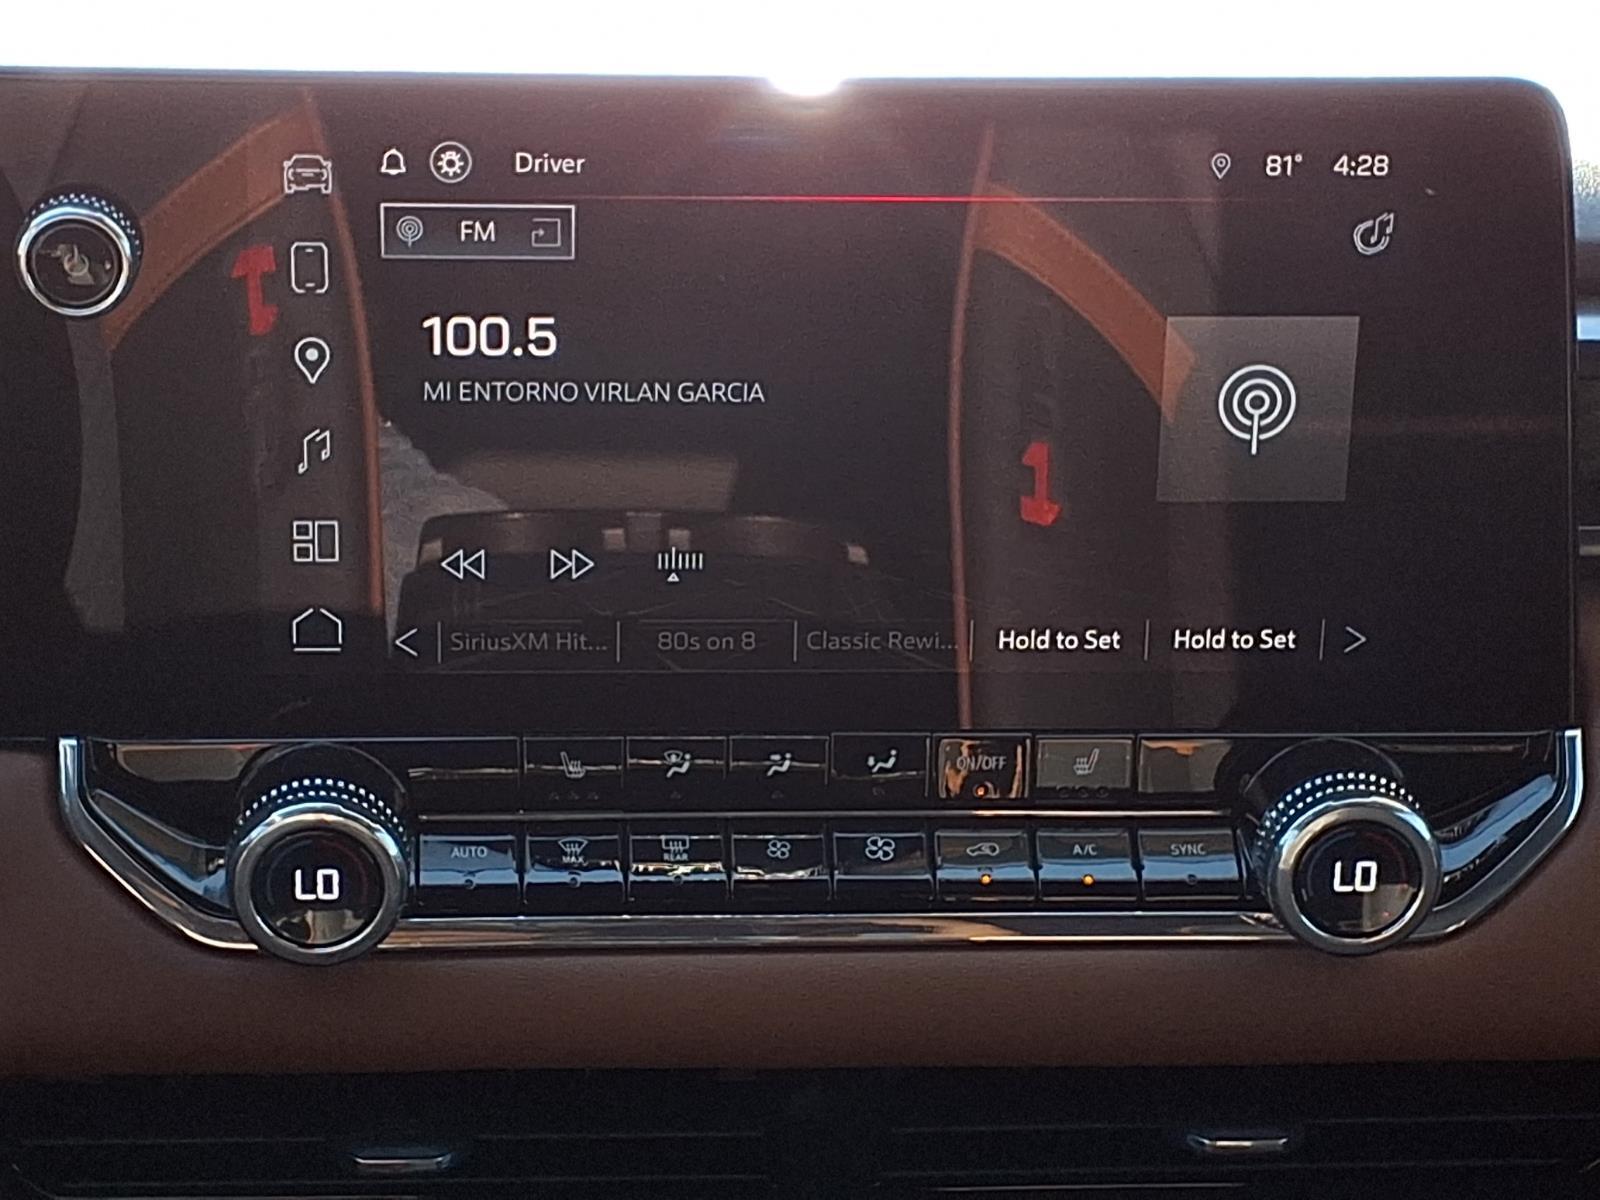 Driver
81° 4:28
FM
100.5
MI ENTORNO VIRLAN GARCIA
SiriusXM Hit... 80s on 8 Classic Rewi... Hold to Set Hold to Set
ON/OFF
AUTO MAX REAR A/C SYNC
LO LO